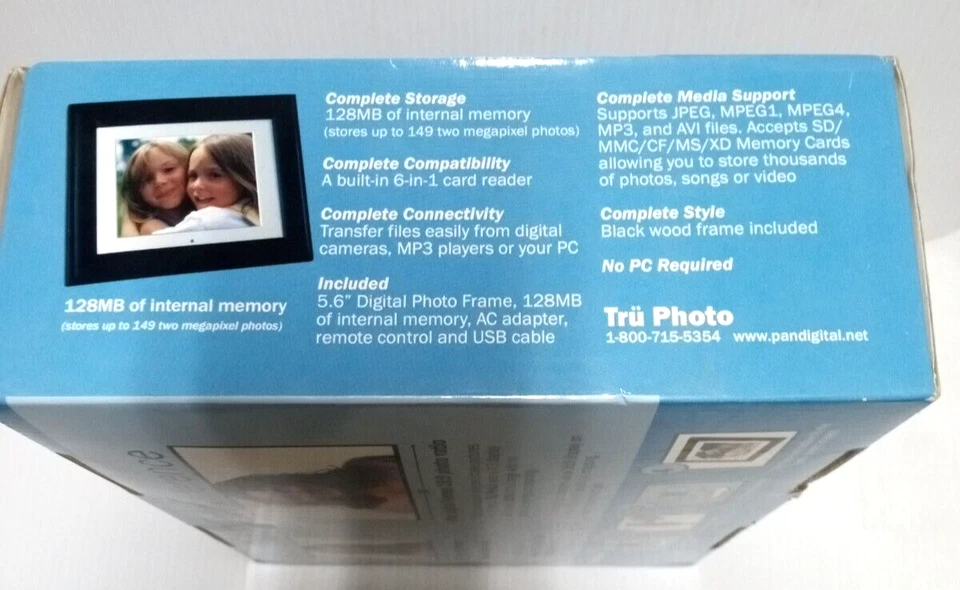 Complete Storage
128MB of internal memory
(stores up to 149 two megapixel photos)
Complete Compatibility
A built-in 6-in-1 card reader
Complete Connectivity
Transfer files easily from digital
cameras, MP3 players or your PC
Included
5.6" Digital Photo Frame, 128MB
of internal memory, AC adapter,
remote control and USB cable
Complete Media Support
Supports JPEG, MPEG1, MPEG4,
MP3, and AVI files. Accepts SD/
MMC/CF/MS/XD Memory Cards
allowing you to store thousands
of photos, songs or video
Complete Style
Black wood frame included
No PC Required
Trü Photo
1-800-715-5354 www.pandigital.net
128MB of internal memory
(stores up to 149 two megapixel photos)